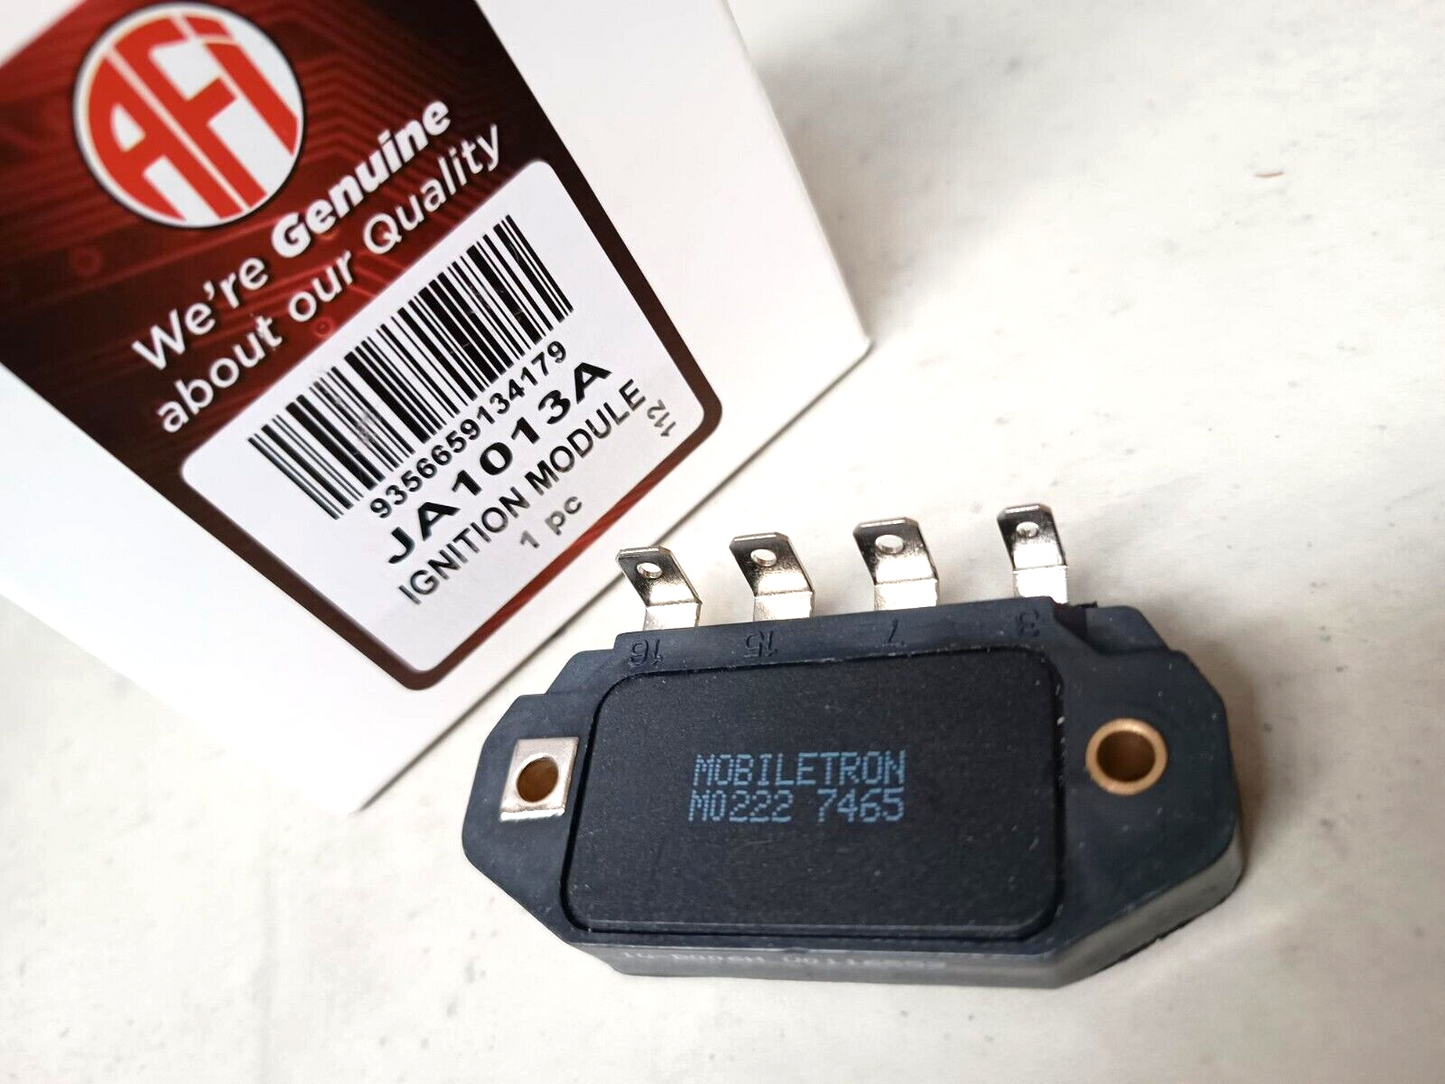 AFi
We're Genuine
about our Quality
9356659134179
JA1013A
IGNITION MODULE
1 pc
112
16 15 7 3
MOBILETRON
M0222 7465